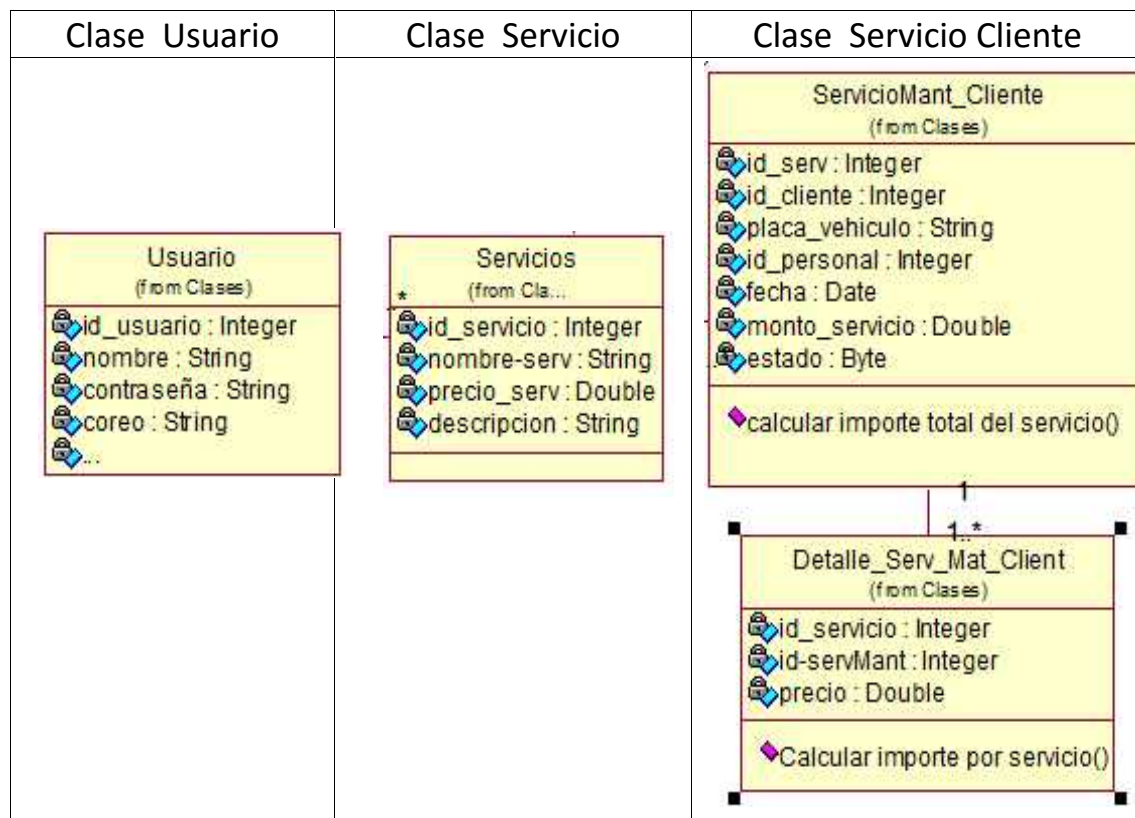 Clase Usuario
Clase Servicio
Clase Servicio Cliente
Usuario
(from Clases)
id_usuario : Integer
nombre : String
contraseña : String
coreo : String
...
*
Servicios
(from Cla...
id_servicio : Integer
nombre-serv : String
precio_serv : Double
descripcion : String
ServicioMant_Cliente
(from Clases)
id_serv : Integer
id_cliente : Integer
placa_vehiculo : String
id_personal : Integer
fecha : Date
monto_servicio : Double
estado : Byte
calcular importe total del servicio()
1
1..*
Detalle_Serv_Mat_Client
(from Clases)
id_servicio : Integer
id-servMant : Integer
precio : Double
Calcular importe por servicio()